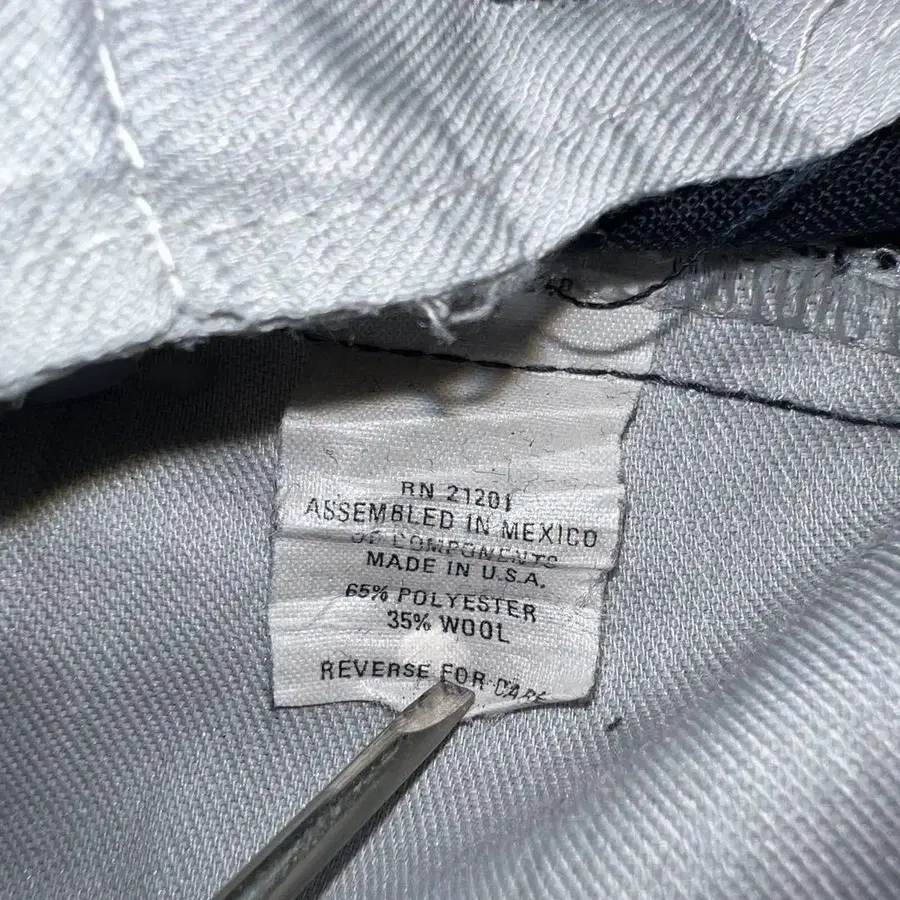 RN 21201
ASSEMBLED IN MEXICO
OF COMPONENTS
MADE IN U.S.A.
65% POLYESTER
35% WOOL
REVERSE FOR CARE